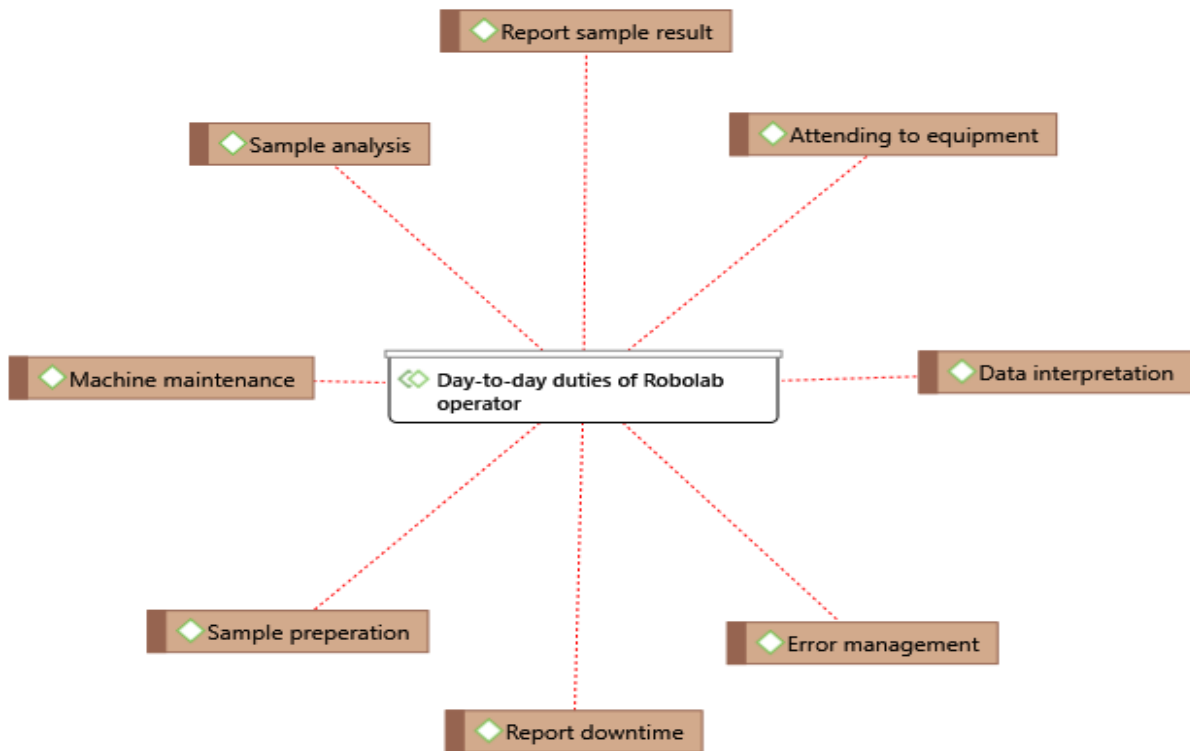 Report sample result
Attending to equipment
Sample analysis
Machine maintenance
Day-to-day duties of Robolab
operator
Data interpretation
Sample preperation
Error management
Report downtime